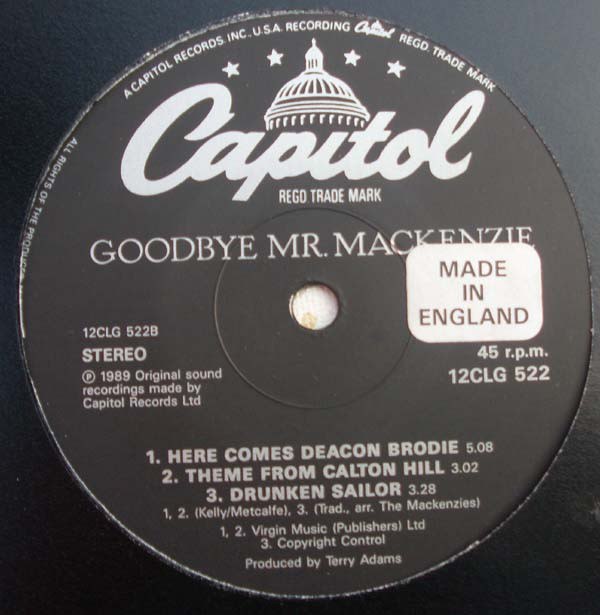 A CAPITOL RECORDS, INC. U.S.A. RECORDING Capitol REGD. TRADE MARK
ALL RIGHTS OF THE PRODUCER
Capitol
REGD TRADE MARK
GOODBYE MR. MACKENZIE
MADE
IN
ENGLAND
12CLG 522B
STEREO
45 r.p.m.
℗ 1989 Original sound
recordings made by
Capitol Records Ltd
12CLG 522
1. HERE COMES DEACON BRODIE 5.08
2. THEME FROM CALTON HILL 3.02
3. DRUNKEN SAILOR 3.28
1, 2. (Kelly/Metcalfe), 3. (Trad., arr. The Mackenzies)
1, 2. Virgin Music (Publishers) Ltd
3. Copyright Control
Produced by Terry Adams